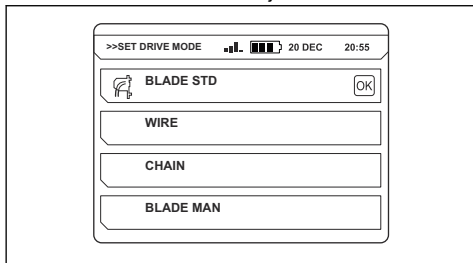 >>SET DRIVE MODE 20 DEC 20:55
BLADE STD OK
WIRE
CHAIN
BLADE MAN